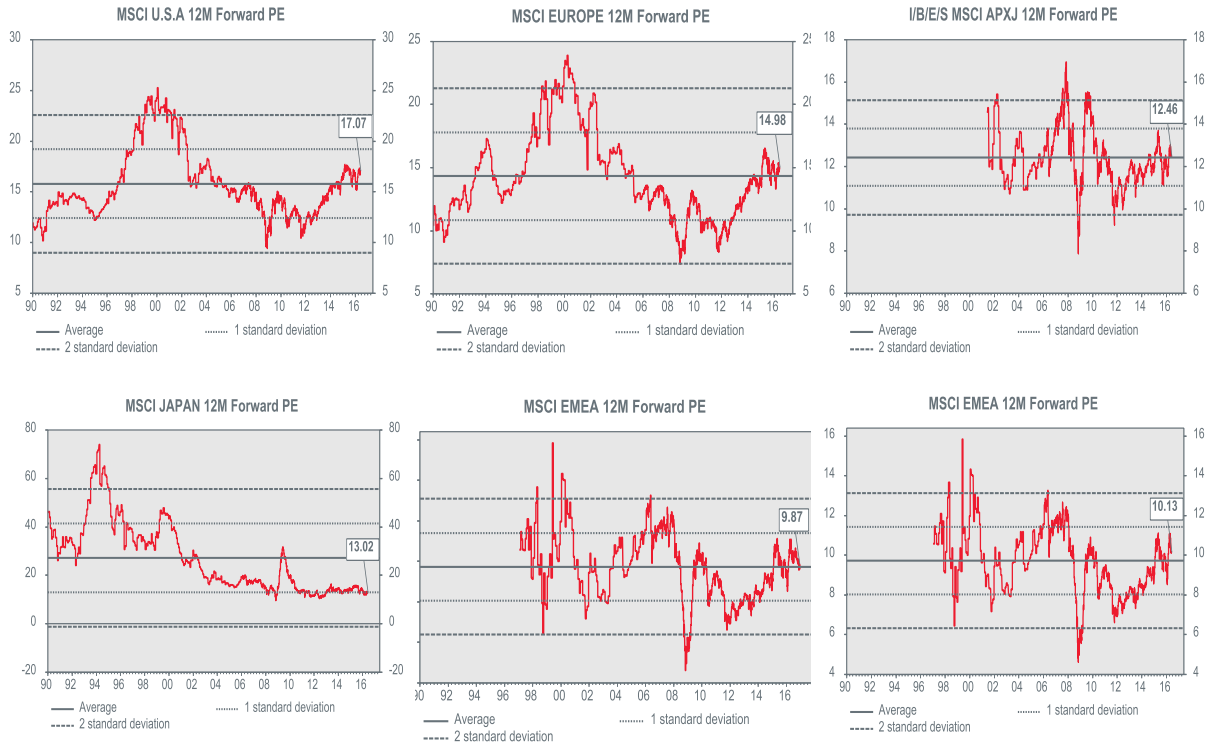 MSCI U.S.A 12M Forward PE
30 30
25 25
20 20
17.07
15 15
10 10
5 5
90 92 94 96 98 00 02 04 06 08 10 12 14 16
Average 1 standard deviation
2 standard deviation
MSCI EUROPE 12M Forward PE
25 25
20 20
14.98
15 15
10 10
5 5
90 92 94 96 98 00 02 04 06 08 10 12 14 16
Average 1 standard deviation
2 standard deviation
I/B/E/S MSCI APXJ 12M Forward PE
18 18
16 16
14 14
12.46
12 12
10 10
8 8
6 6
90 92 94 96 98 00 02 04 06 08 10 12 14 16
Average 1 standard deviation
2 standard deviation
MSCI JAPAN 12M Forward PE
80 80
60 60
40 40
13.02
20 20
0 0
-20 -20
90 92 94 96 98 00 02 04 06 08 10 12 14 16
Average 1 standard deviation
2 standard deviation
MSCI EMEA 12M Forward PE
9.87
92 94 96 98 00 02 04 06 08 10 12 14 16
Average 1 standard deviation
2 standard deviation
MSCI EMEA 12M Forward PE
16 16
14 14
12 12
10.13
10 10
8 8
6 6
4 4
90 92 94 96 98 00 02 04 06 08 10 12 14 16
Average 1 standard deviation
2 standard deviation